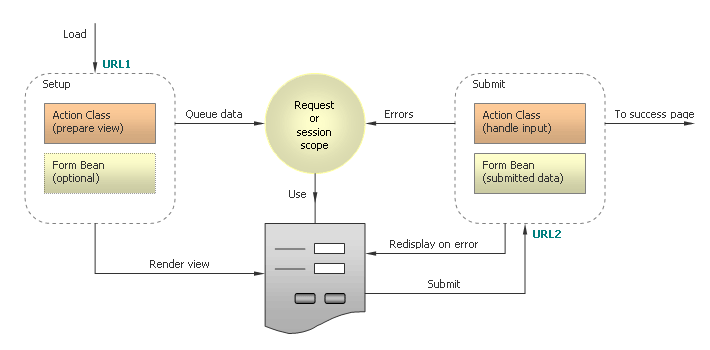 Load
URL1
Setup
Action Class
(prepare view)
Form Bean
(optional)
Queue data
Request
or
session
scope
Errors
Submit
Action Class
(handle input)
Form Bean
(submitted data)
To success page
Use
URL2
Redisplay on error
Render view
Submit